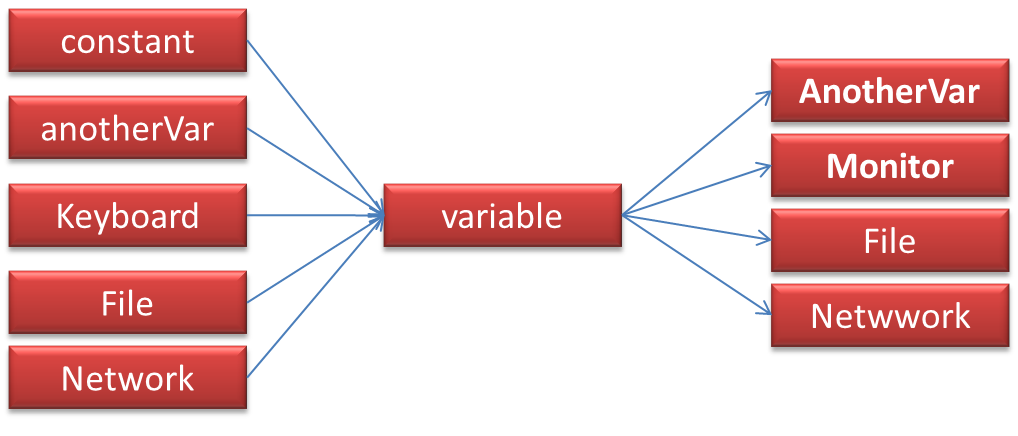 constant
anotherVar
Keyboard
File
Network
variable
AnotherVar
Monitor
File
Netwwork